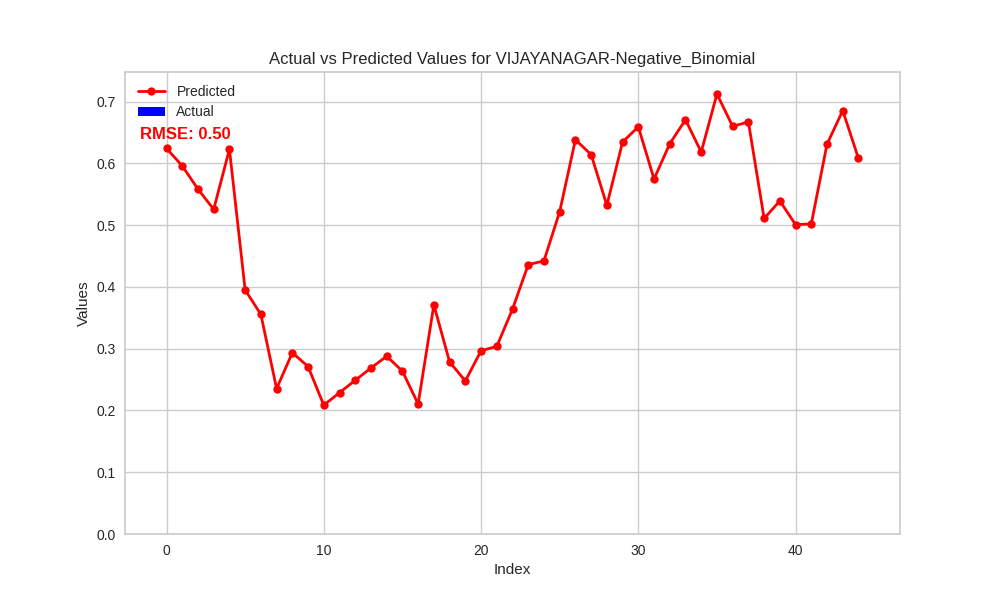 Actual vs Predicted Values for VIJAYANAGAR-Negative_Binomial
Predicted
Actual
RMSE: 0.50
0.7
0.6
0.5
0.4
0.3
0.2
0.1
0.0
Values
0 10 20 30 40
Index